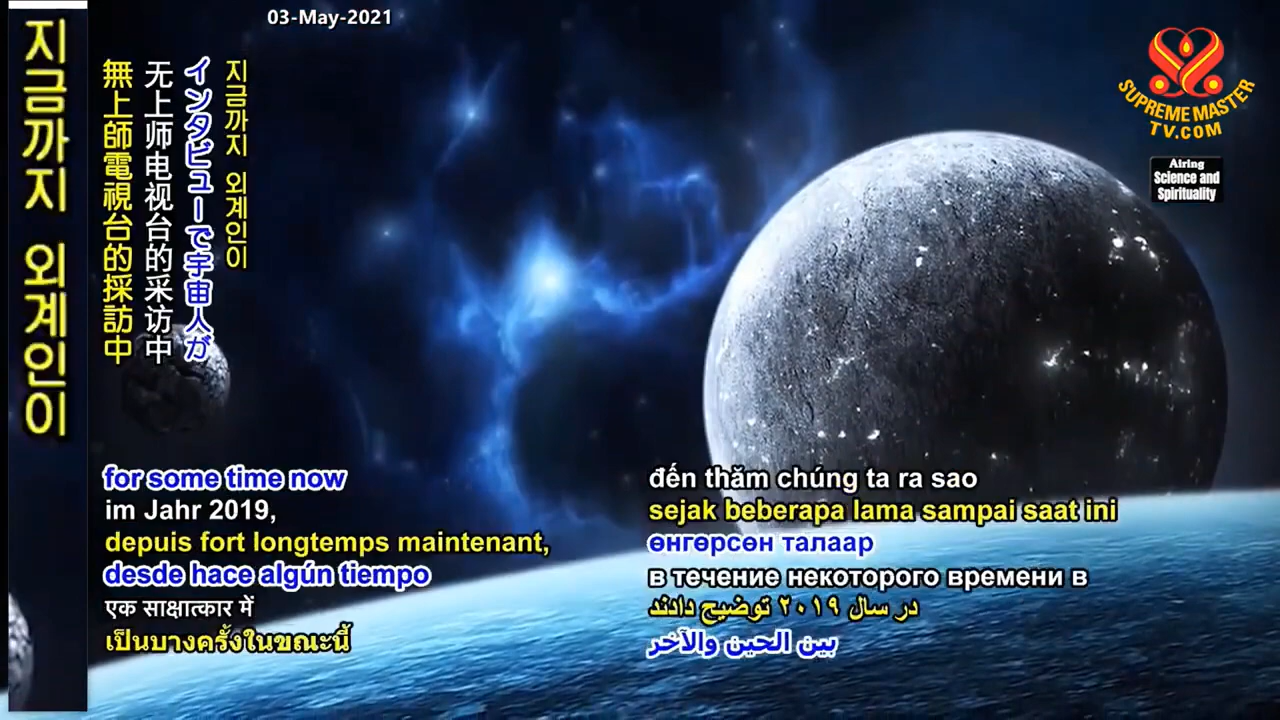 03-May-2021
지금까지 외계인이
無上師電視台的採訪中
无上师电视台的采访中
インタビューで宇宙人が
지금까지 외계인이
SUPREME MASTER
TV.COM
Airing
Science and
Spirituality
for some time now
im Jahr 2019,
depuis fort longtemps maintenant,
desde hace algún tiempo
एक साक्षात्कार में
เป็นบางครั้งในขณะนี้
đến thăm chúng ta ra sao
sejak beberapa lama sampai saat ini
өнгөрсөн талаар
в течение некоторого времени в
در سال ۲۰۱۹ توضیح دادند
بين الحين والآخر